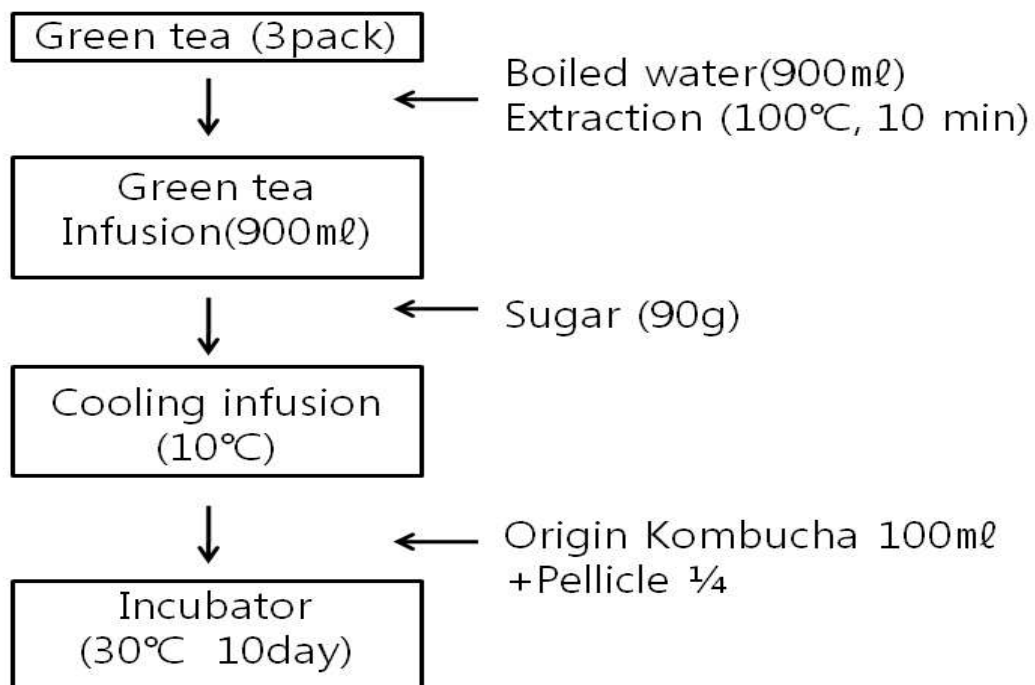 Green tea (3pack)
Boiled water(900㎖)
Extraction (100℃, 10 min)
Green tea
Infusion(900㎖)
Sugar (90g)
Cooling infusion
(10℃)
Origin Kombucha 100㎖
+Pellicle ¼
Incubator
(30℃ 10day)